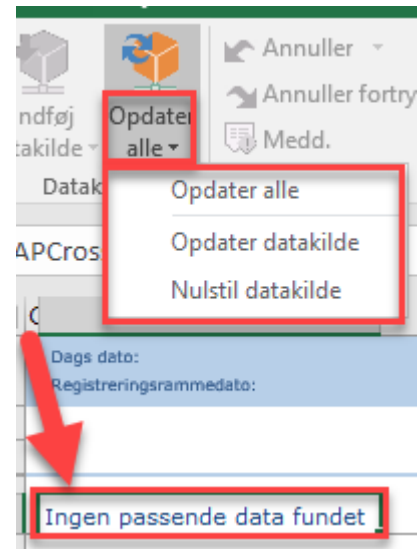 Annuller
Annuller fortry
ndføj
takilde
Opdater
alle
Medd.
Datak
Opdater alle
Opdater datakilde
Nulstil datakilde
APCros
Dags dato:
Registreringsrammedato:
Ingen passende data fundet